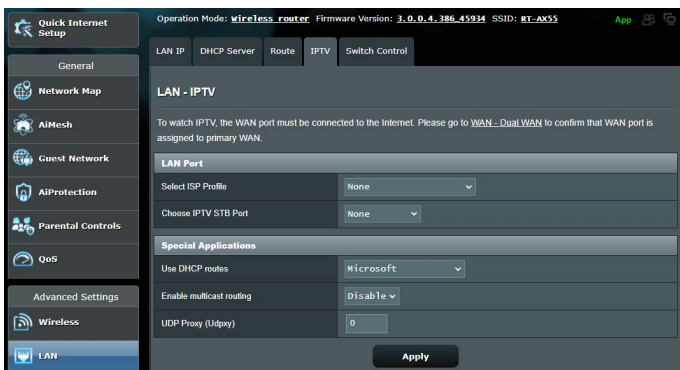 Quick Internet
Setup
Operation Mode: Wireless router Firmware Version: 3.0.0.4.386_45934 SSID: RT-AX55
App
LAN IP DHCP Server Route IPTV Switch Control
General
Network Map
AiMesh
Guest Network
AiProtection
Parental Controls
QoS
Advanced Settings
Wireless
LAN
LAN - IPTV
To watch IPTV, the WAN port must be connected to the Internet. Please go to WAN - Dual WAN to confirm that WAN port is
assigned to primary WAN.
LAN Port
Select ISP Profile None
Choose IPTV STB Port None
Special Applications
Use DHCP routes Microsoft
Enable multicast routing Disable
UDP Proxy (Udpxy) 0
Apply